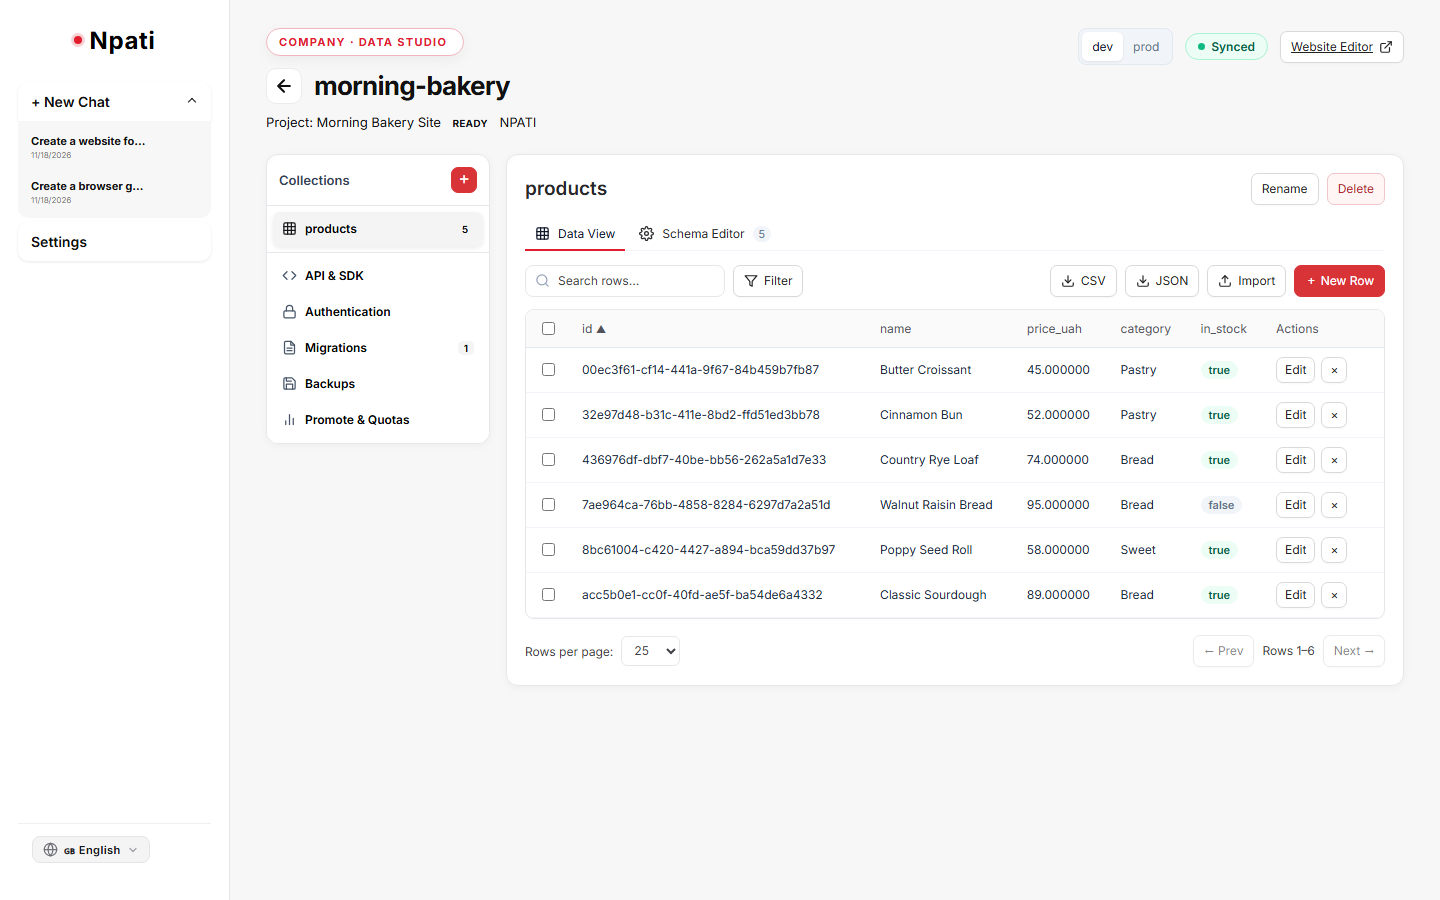 Npati
+ New Chat
Create a website fo...
11/18/2026
Create a browser g...
11/18/2026
Settings
GB English
COMPANY · DATA STUDIO
morning-bakery
Project: Morning Bakery Site READY NPATI
dev prod
Synced
Website Editor
Collections +
products 5
API & SDK
Authentication
Migrations 1
Backups
Promote & Quotas
products
Rename Delete
Data View Schema Editor 5
Search rows... Filter CSV JSON Import + New Row
id ▲ name price_uah category in_stock Actions
00ec3f61-cf14-441a-9f67-84b459b7fb87 Butter Croissant 45.000000 Pastry true Edit ×
32e97d48-b31c-411e-8bd2-ffd51ed3bb78 Cinnamon Bun 52.000000 Pastry true Edit ×
436976df-dbf7-40be-bb56-262a5a1d7e33 Country Rye Loaf 74.000000 Bread true Edit ×
7ae964ca-76bb-4858-8284-6297d7a2a51d Walnut Raisin Bread 95.000000 Bread false Edit ×
8bc61004-c420-4427-a894-bca59dd37b97 Poppy Seed Roll 58.000000 Sweet true Edit ×
acc5b0e1-cc0f-40fd-ae5f-ba54de6a4332 Classic Sourdough 89.000000 Bread true Edit ×
Rows per page: 25 ← Prev Rows 1–6 Next →